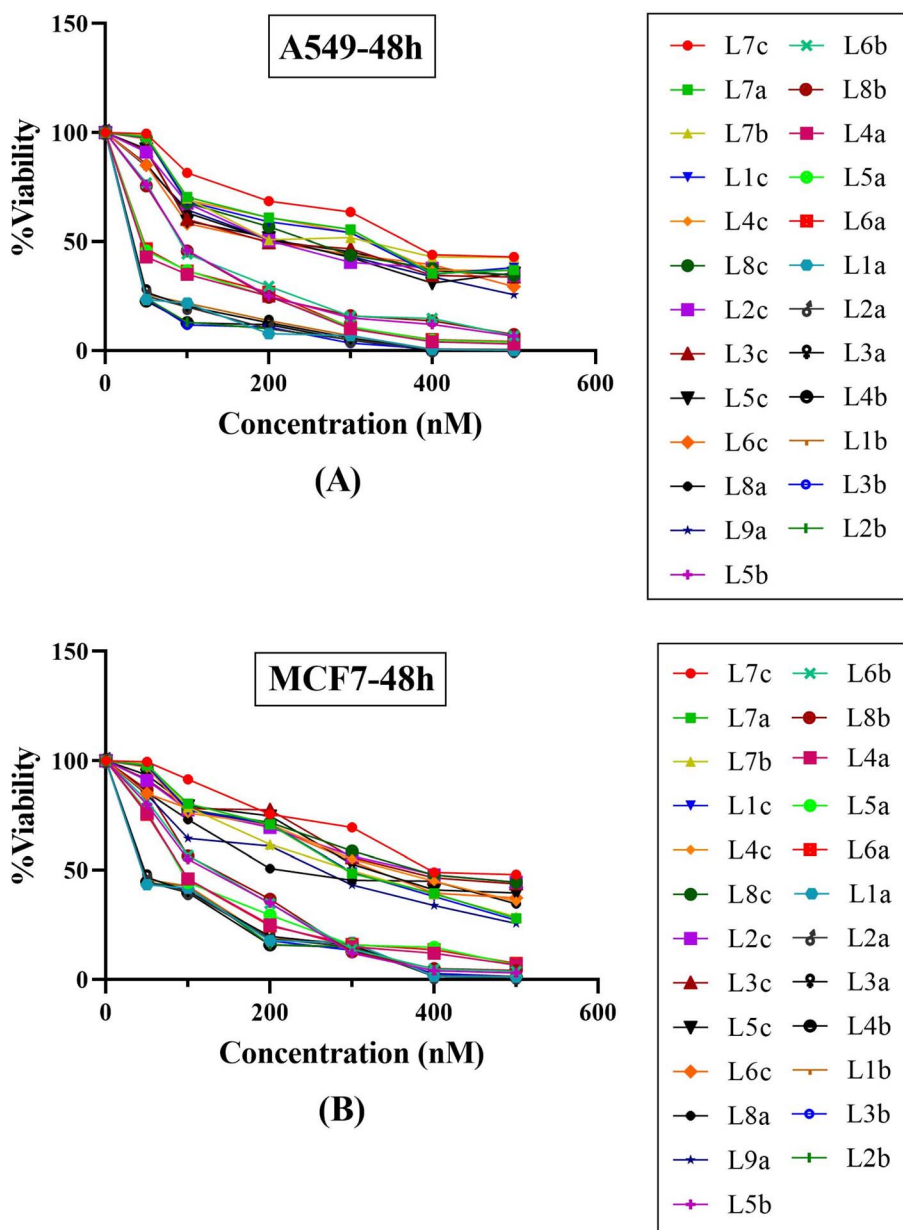 A549-48h
150
100
50
0
%Viability
0 200 400 600
Concentration (nM)
(A)
L7c L6b
L7a L8b
L7b L4a
L1c L5a
L4c L6a
L8c L1a
L2c L2a
L3c L3a
L5c L4b
L6c L1b
L8a L3b
L9a L2b
L5b
MCF7-48h
150
100
50
0
%Viability
0 200 400 600
Concentration (nM)
(B)
L7c L6b
L7a L8b
L7b L4a
L1c L5a
L4c L6a
L8c L1a
L2c L2a
L3c L3a
L5c L4b
L6c L1b
L8a L3b
L9a L2b
L5b